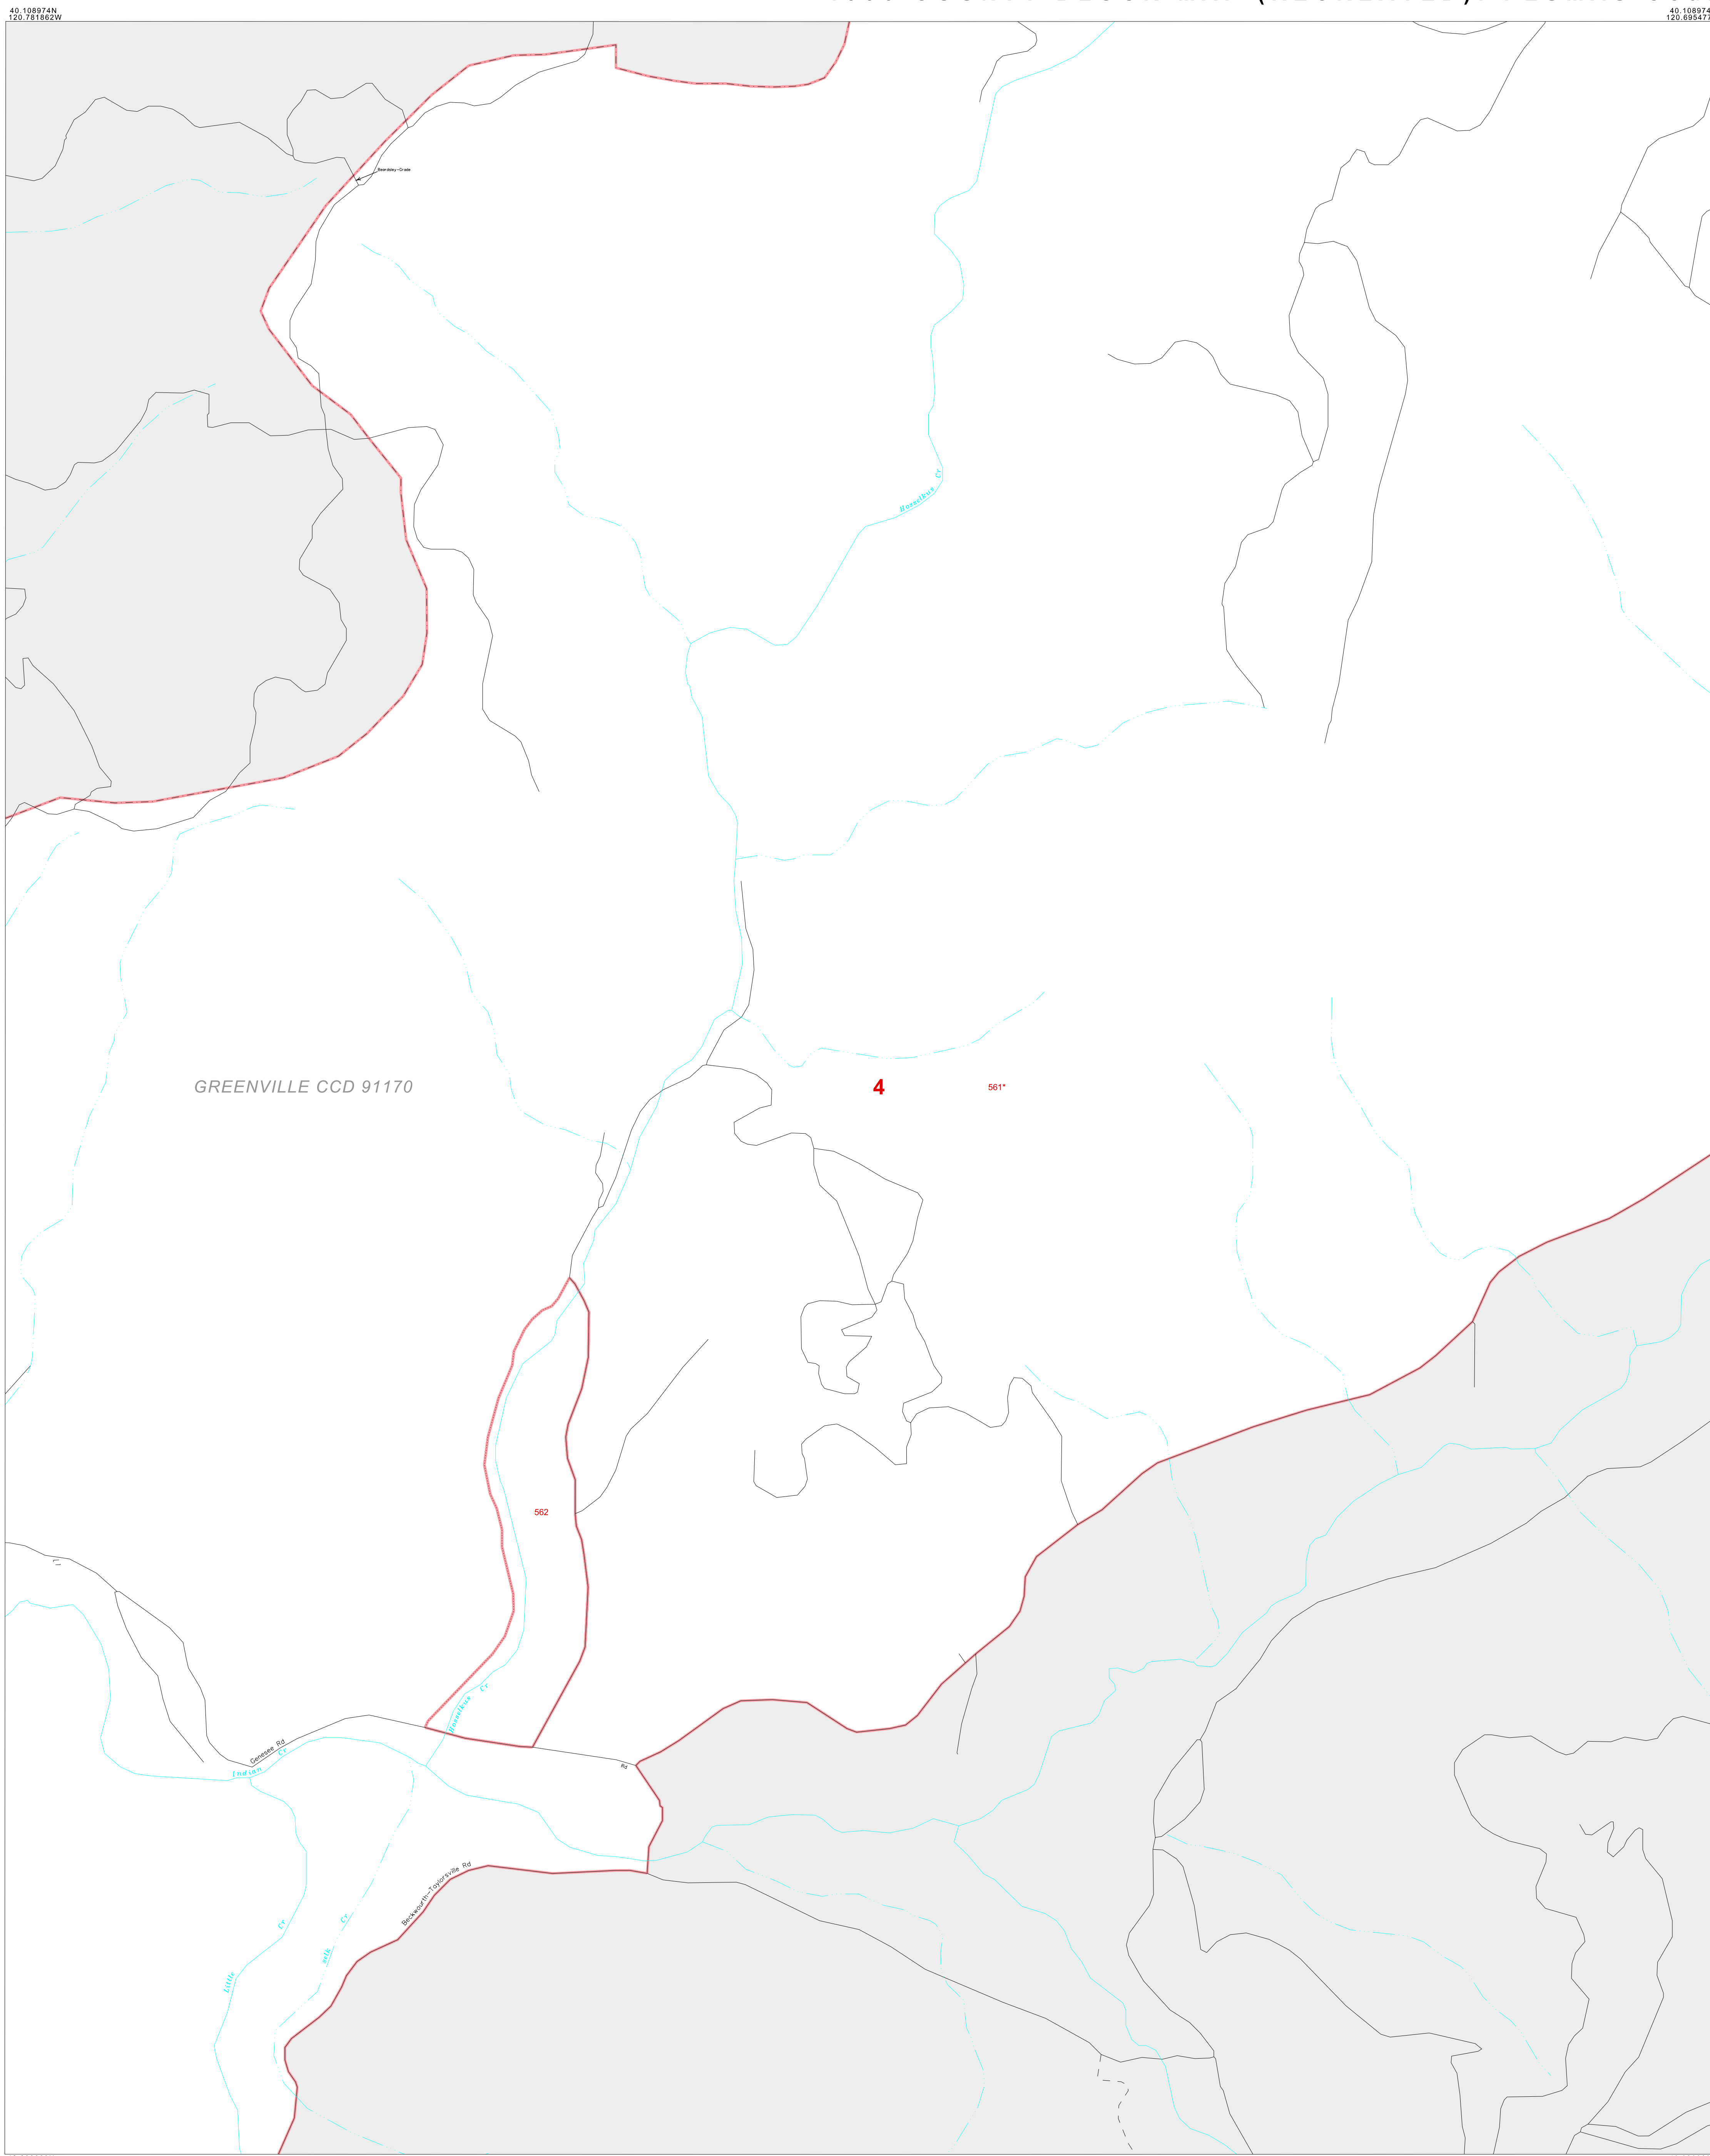 40.108974N
120.781862W
40.108974
120.695477
Beardsley-Grade
Hosselkus Cr
GREENVILLE CCD 91170
4
561*
562
Hosselkus Cr
Genesee Rd
Indian Cr
Rd
Beckwourth-Taylorsville Rd
Cr
Cr
Little